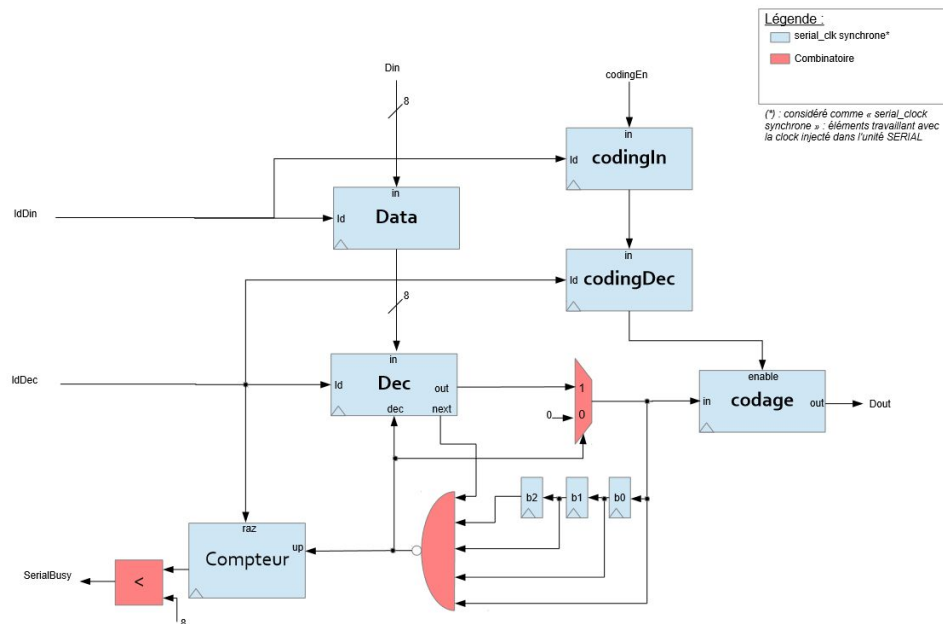 Légende :
serial_clk synchrone*
Combinatoire
(*) : considéré comme « serial_clock
synchrone » : éléments travaillant avec
la clock injecté dans l'unité SERIAL
Din
8
codingEn
in
ld
codingIn
ldDin
in
ld
Data
in
ld
codingDec
8
ldDec
in
ld
Dec
out
dec
next
1
0
0
enable
in
codage
out
Dout
b2
b1
b0
raz
up
Compteur
SerialBusy
<
8